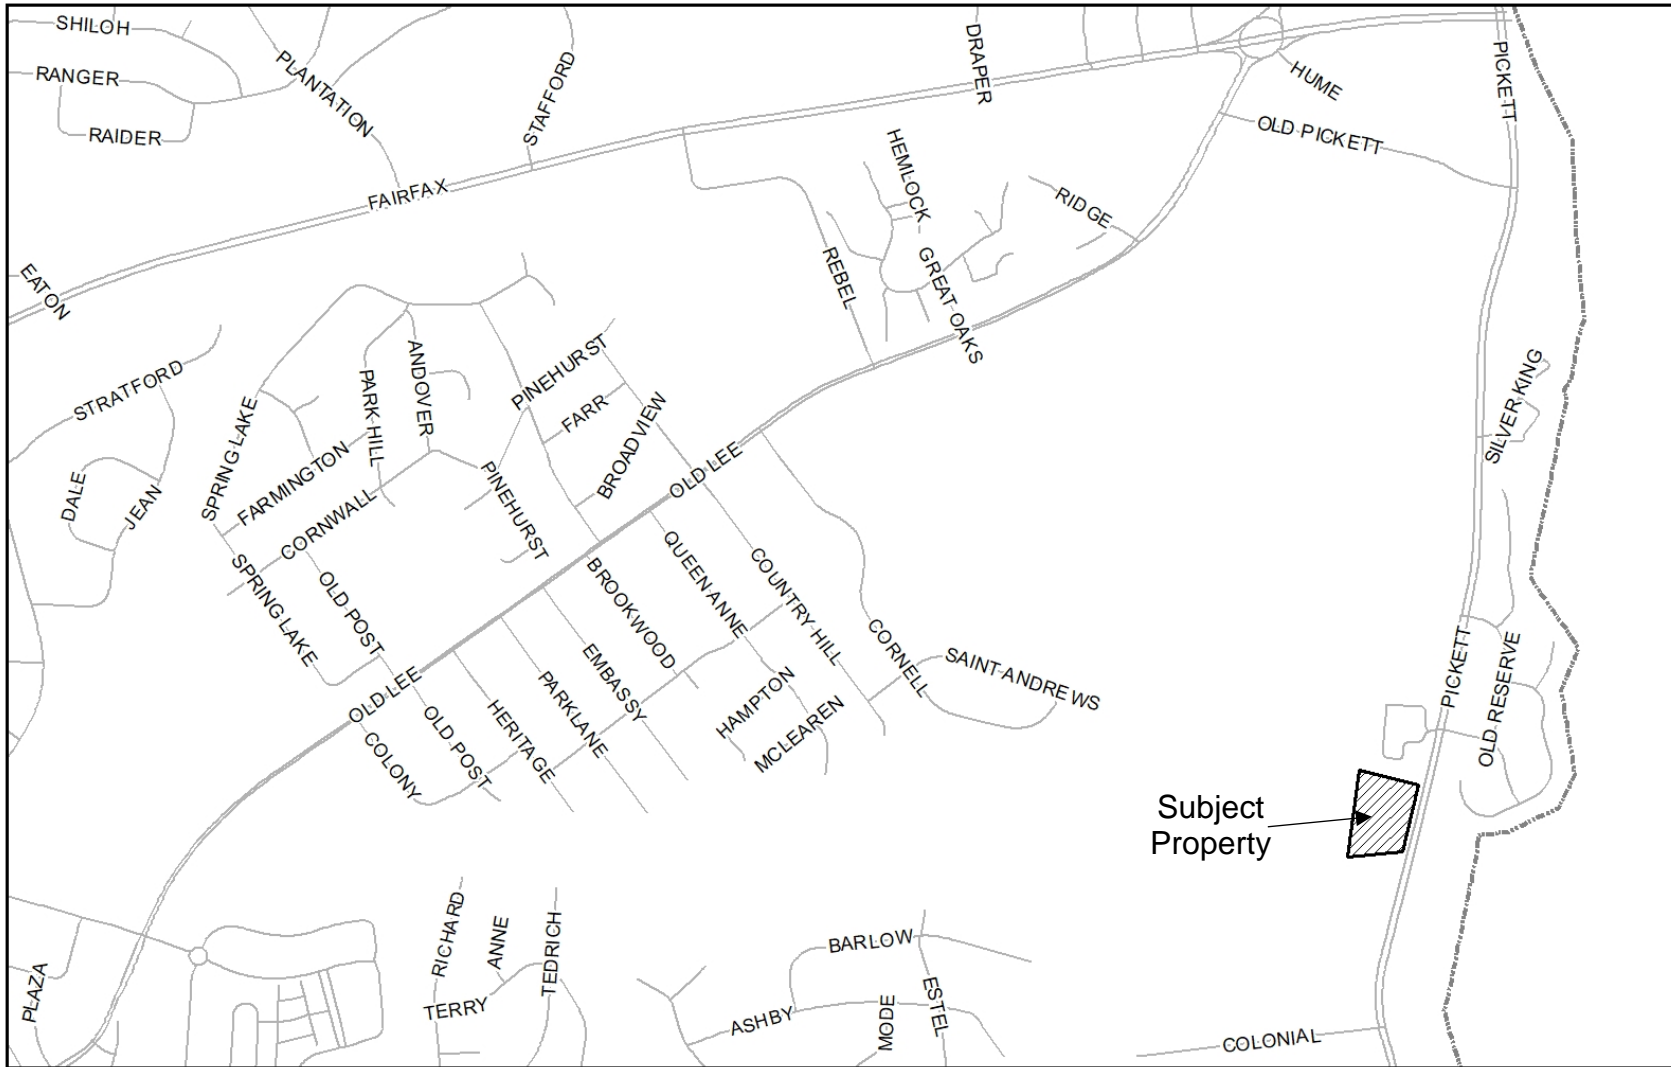 SHILOH
RANGER
RAIDER
PLANTATION
STAFFORD
FAIRFAX
DRAPER
HUME
PICKETT
OLD PICKETT
HEMLOCK
RIDGE
REBEL
GREAT OAKS
EATON
STRATFORD
SPRING LAKE
PARK HILL
ANDOVER
PINEHURST
FARR
BROADVIEW
SILVER KING
DALE
JEAN
FARMINGTON
CORNWALL
PINEHURST
OLD LEE
SPRING LAKE
OLD POST
BROOKWOOD
QUEEN ANNE
COUNTRY HILL
CORNELL
SAINT ANDREWS
PICKETT
OLD RESERVE
OLD LEE
COLONY
OLD POST
HERITAGE
PARKLANE
EMBASSY
HAMPTON
MCLEAREN
Subject
Property
RICHARD
ANNE
TEDRICH
TERRY
PLAZA
BARLOW
ASHBY
MODE
ESTEL
COLONIAL